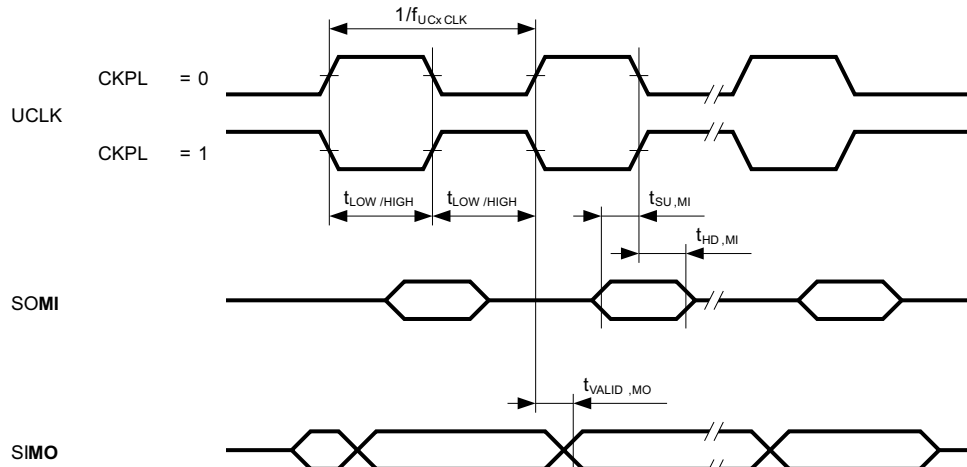 1/fUCxCLK
CKPL = 0
UCLK
CKPL = 1
tLOW /HIGH
tLOW /HIGH
tSU ,MI
tHD ,MI
SOMI
tVALID ,MO
SIMO